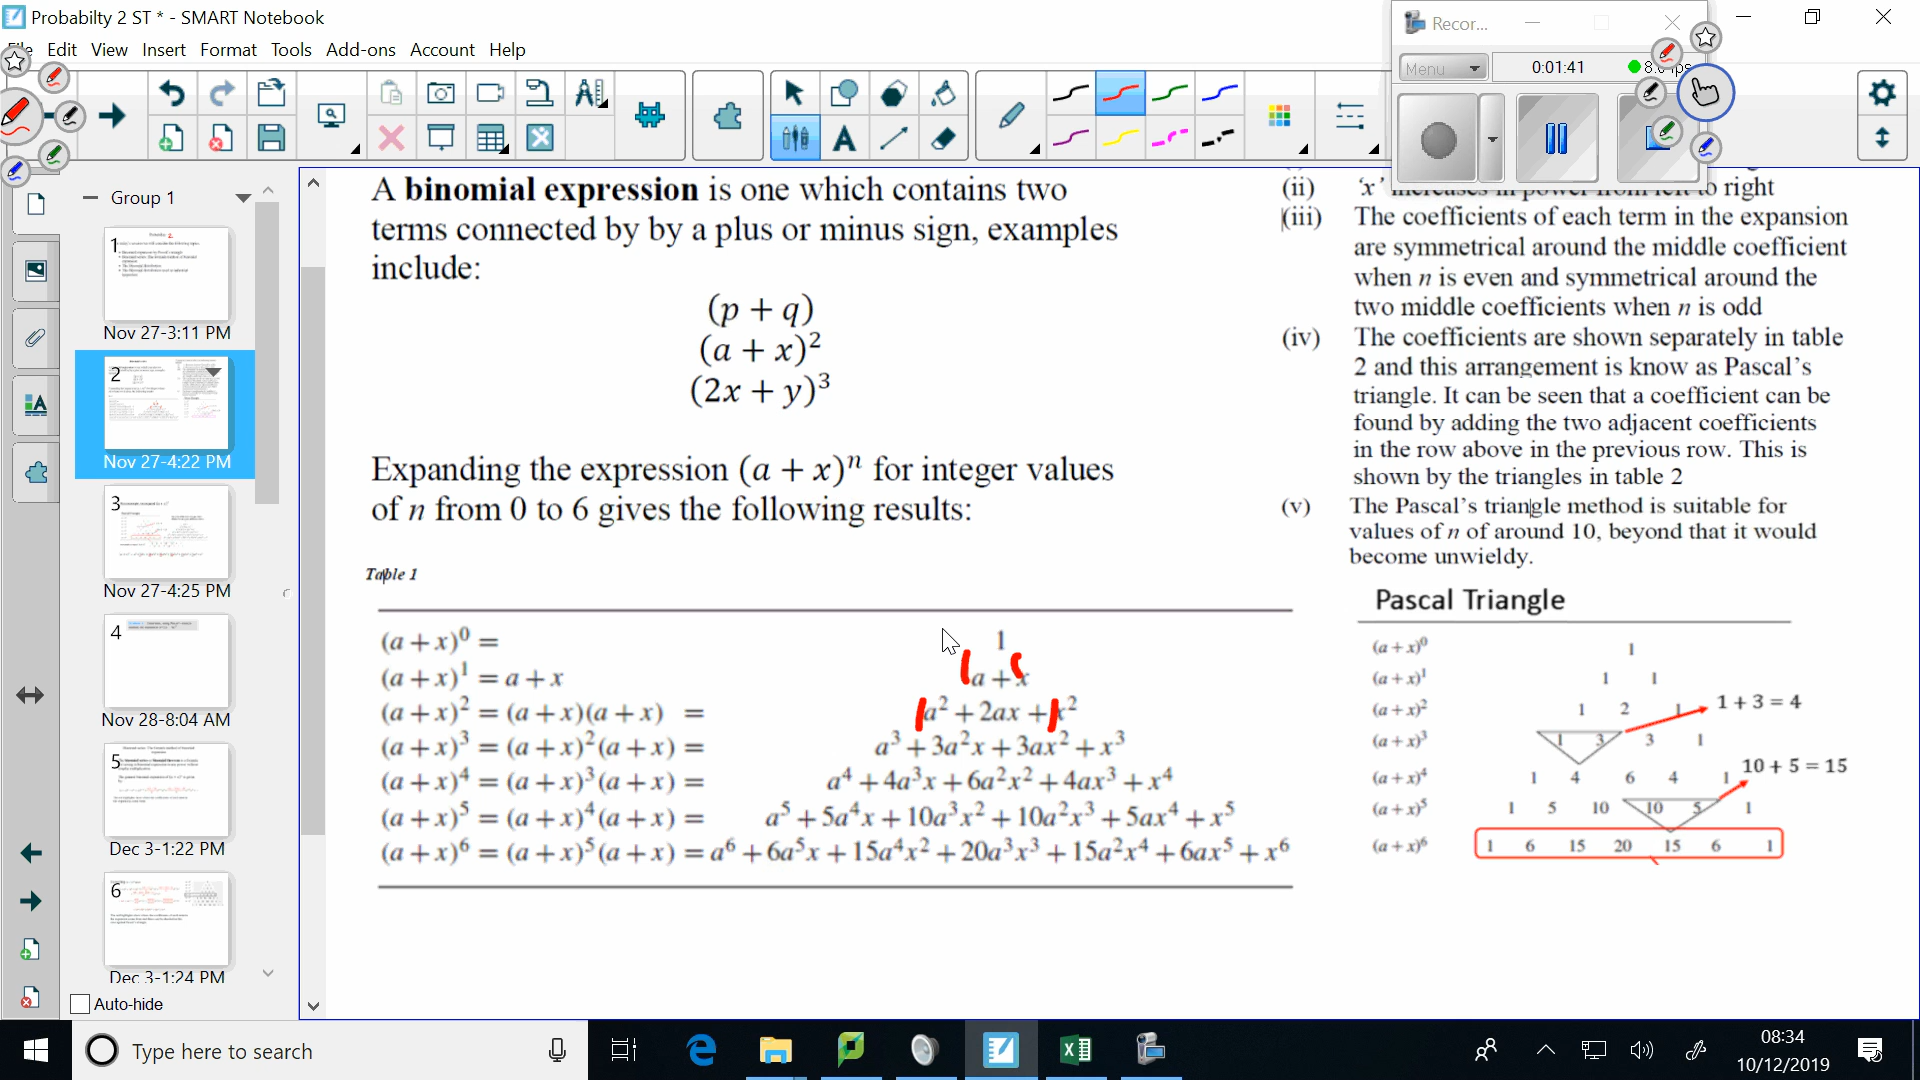 Probabilty 2 ST * - SMART Notebook
Edit View Insert Format Tools Add-ons Account Help
Recor...
Menu
0:01:41
Group 1
1
Nov 27-3:11 PM
2
Nov 27-4:22 PM
3
Nov 27-4:25 PM
4
Nov 28-8:04 AM
5
Dec 3-1:22 PM
6
Dec 3-1:24 PM
Auto-hide
A binomial expression is one which contains two
terms connected by by a plus or minus sign, examples
include:
(p + q)
(a + x)²
(2x + y)³
Expanding the expression (a + x)ⁿ for integer values
of n from 0 to 6 gives the following results:
Table 1
(a+x)⁰ = 1
(a+x)¹ = a+x a+x
(a+x)² = (a+x)(a+x) = a² + 2ax + x²
(a+x)³ = (a+x)²(a+x) = a³ + 3a²x + 3ax² + x³
(a+x)⁴ = (a+x)³(a+x) = a⁴ + 4a³x + 6a²x² + 4ax³ + x⁴
(a+x)⁵ = (a+x)⁴(a+x) = a⁵ + 5a⁴x + 10a³x² + 10a²x³ + 5ax⁴ + x⁵
(a+x)⁶ = (a+x)⁵(a+x) = a⁶ + 6a⁵x + 15a⁴x² + 20a³x³ + 15a²x⁴ + 6ax⁵ + x⁶
(ii) 'x' increases in power from left to right
(iii) The coefficients of each term in the expansion
are symmetrical around the middle coefficient
when n is even and symmetrical around the
two middle coefficients when n is odd
(iv) The coefficients are shown separately in table
2 and this arrangement is know as Pascal's
triangle. It can be seen that a coefficient can be
found by adding the two adjacent coefficients
in the row above in the previous row. This is
shown by the triangles in table 2
(v) The Pascal's triangle method is suitable for
values of n of around 10, beyond that it would
become unwieldy.
Pascal Triangle
(a+x)⁰ 1
(a+x)¹ 1 1
(a+x)² 1 2 1 1 + 3 = 4
(a+x)³ 1 3 3 1
(a+x)⁴ 1 4 6 4 1 10 + 5 = 15
(a+x)⁵ 1 5 10 10 5 1
(a+x)⁶ 1 6 15 20 15 6 1
Type here to search
08:34
10/12/2019